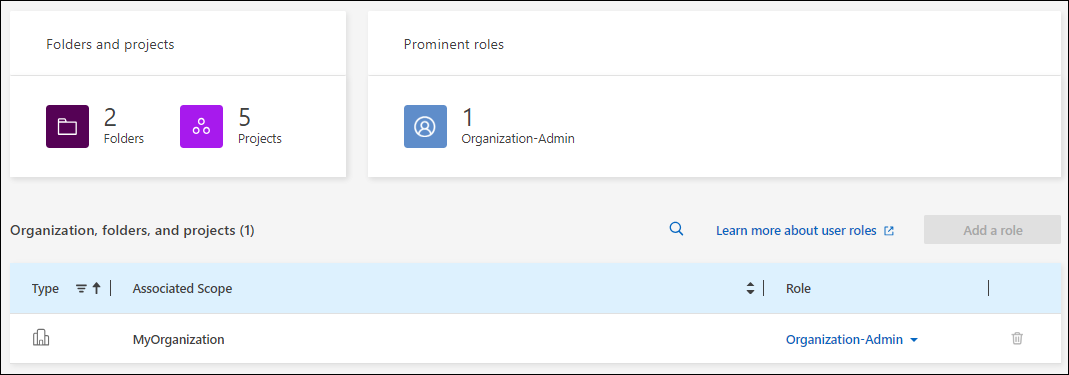 Folders and projects
Prominent roles
2
Folders
5
Projects
1
Organization-Admin
Organization, folders, and projects (1)
Learn more about user roles
Add a role
Type
Associated Scope
Role
MyOrganization
Organization-Admin